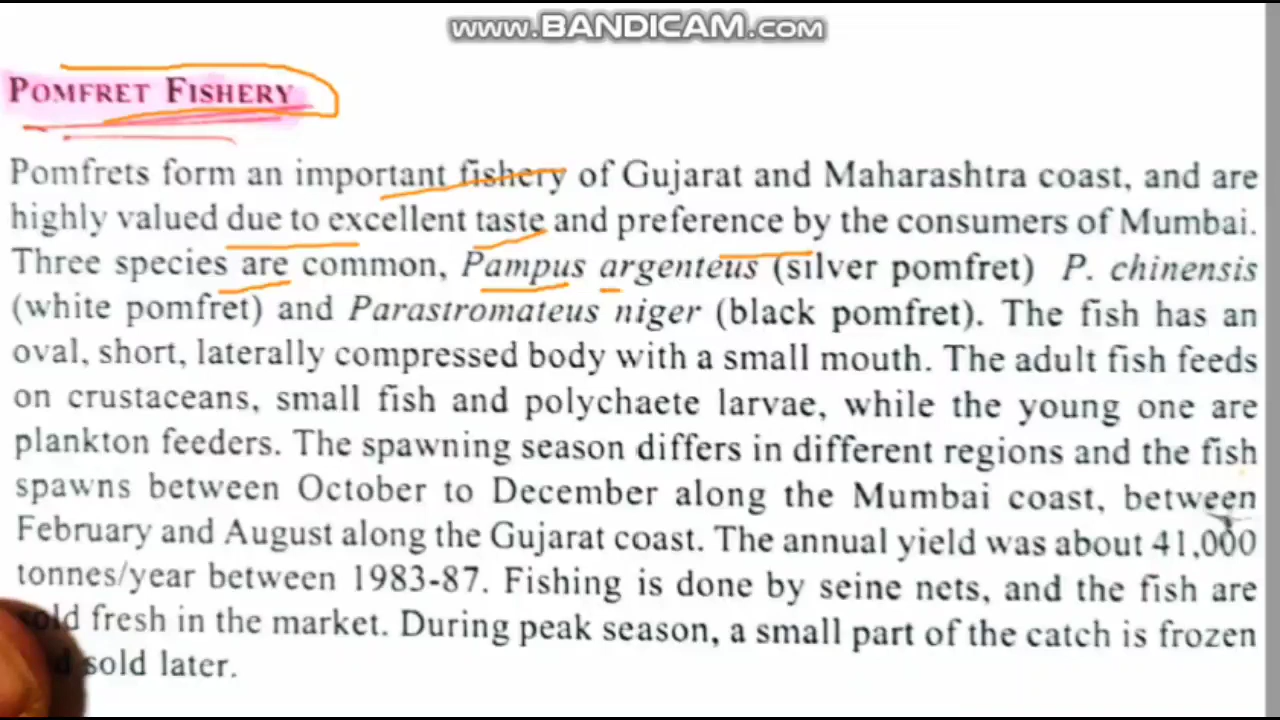 www.BANDICAM.com
POMFRET FISHERY
Pomfrets form an important fishery of Gujarat and Maharashtra coast, and are
highly valued due to excellent taste and preference by the consumers of Mumbai.
Three species are common, Pampus argenteus (silver pomfret) P. chinensis
(white pomfret) and Parastromateus niger (black pomfret). The fish has an
oval, short, laterally compressed body with a small mouth. The adult fish feeds
on crustaceans, small fish and polychaete larvae, while the young one are
plankton feeders. The spawning season differs in different regions and the fish
spawns between October to December along the Mumbai coast, between
February and August along the Gujarat coast. The annual yield was about 41,000
tonnes/year between 1983-87. Fishing is done by seine nets, and the fish are
sold fresh in the market. During peak season, a small part of the catch is frozen
sold later.